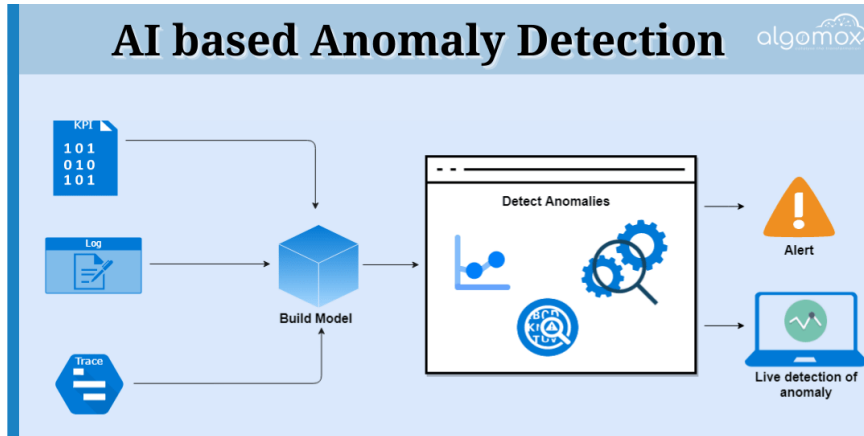 AI based Anomaly Detection
algomox
KPI
101
010
101
Log
Build Model
Trace
Detect Anomalies
Alert
Live detection of
anomaly